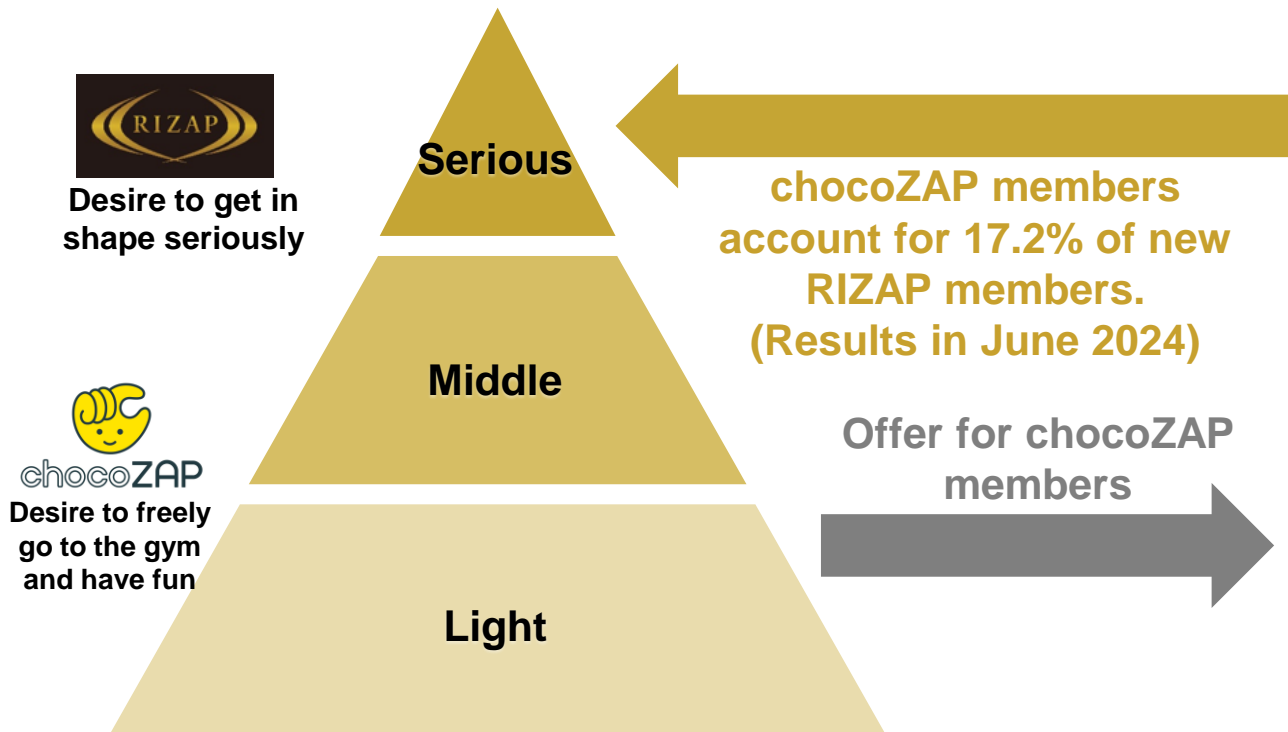 RIZAP
Desire to get in
shape seriously
Serious
chocoZAP members
account for 17.2% of new
RIZAP members.
(Results in June 2024)
Middle
chocoZAP
Desire to freely
go to the gym
and have fun
Offer for chocoZAP
members
Light